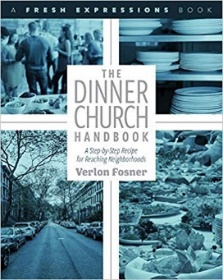 A FRESH EXPRESSIONS BOOK
THE
DINNER
CHURCH
HANDBOOK
A Step-by-Step Recipe
for Reaching Neighborhoods
Verlon Fosner